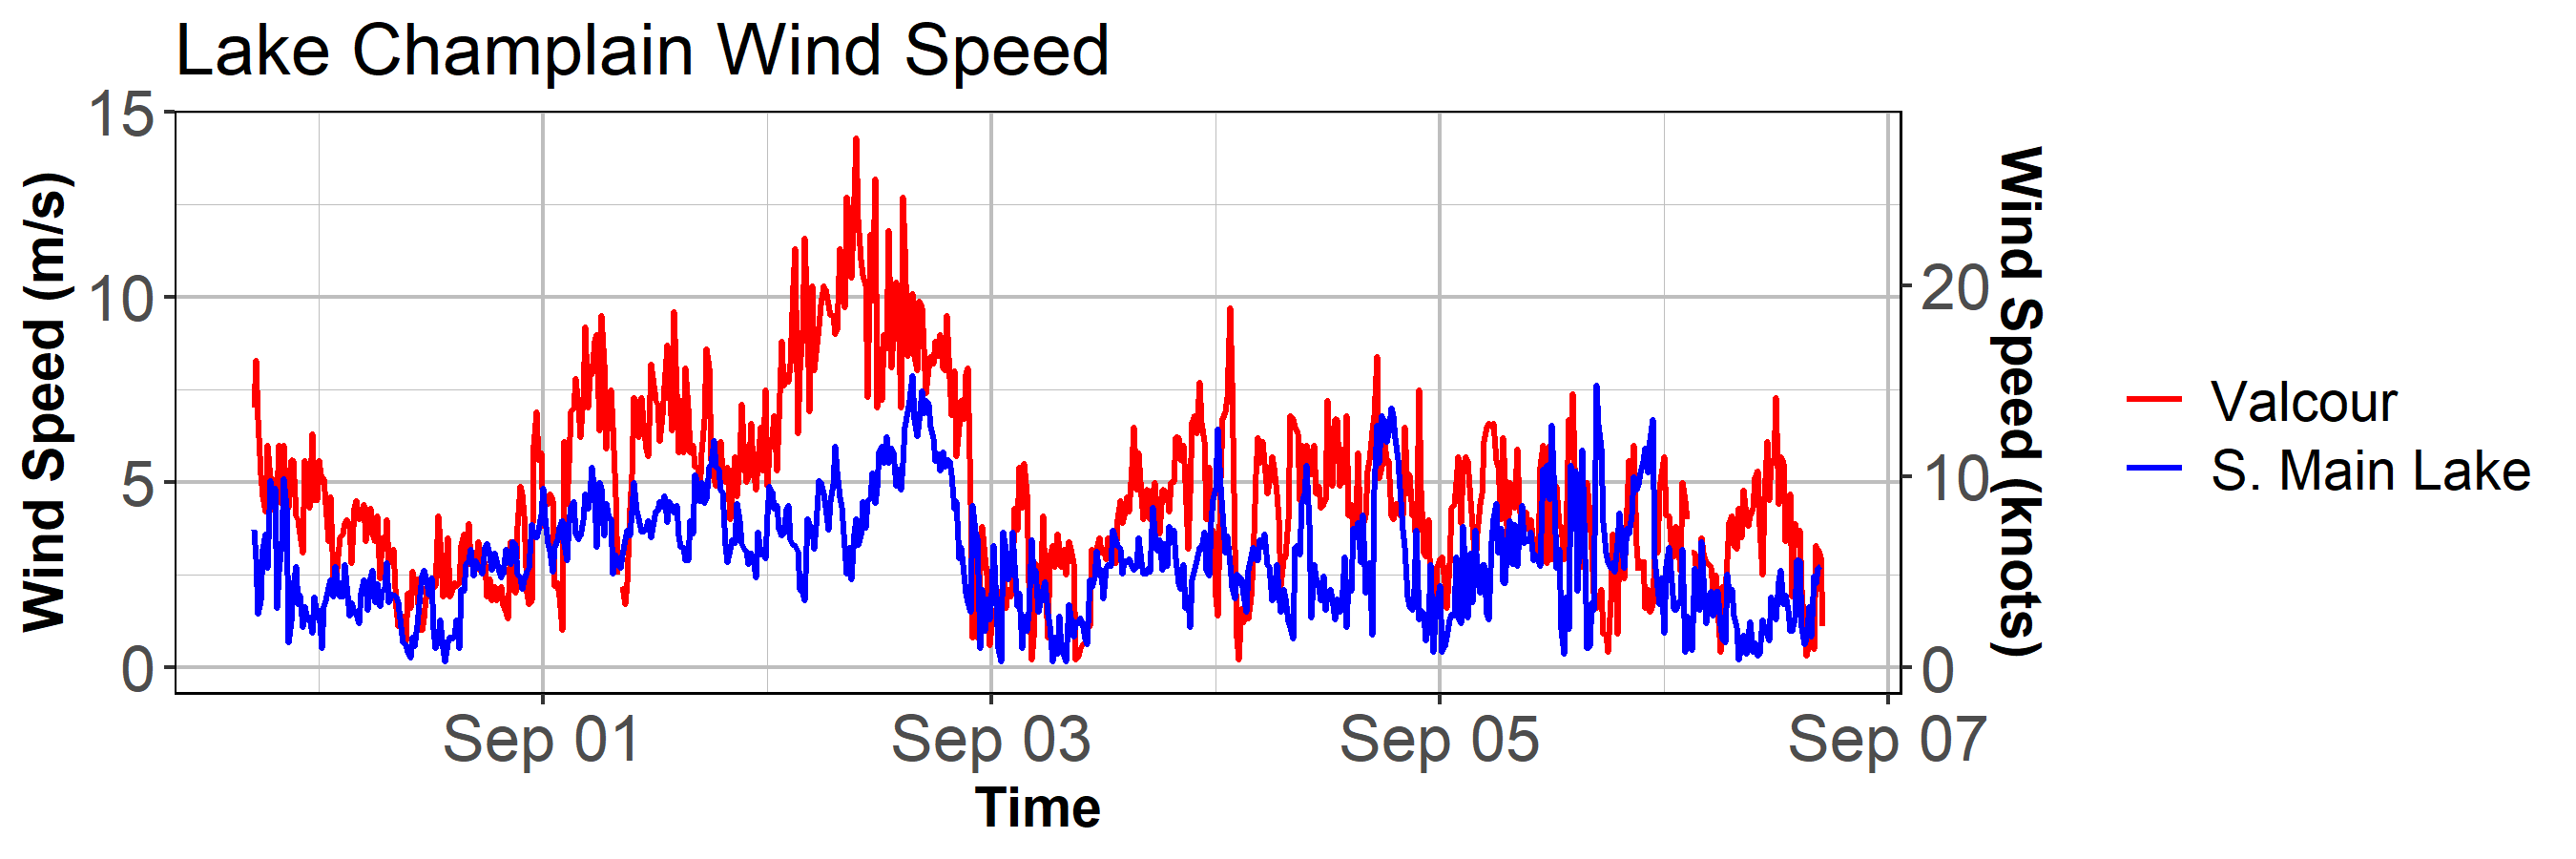 Lake Champlain Wind Speed
Wind Speed (m/s)
15
10
5
0
20
10
0
Wind Speed (knots)
Sep 01
Sep 03
Sep 05
Sep 07
Time
Valcour
S. Main Lake